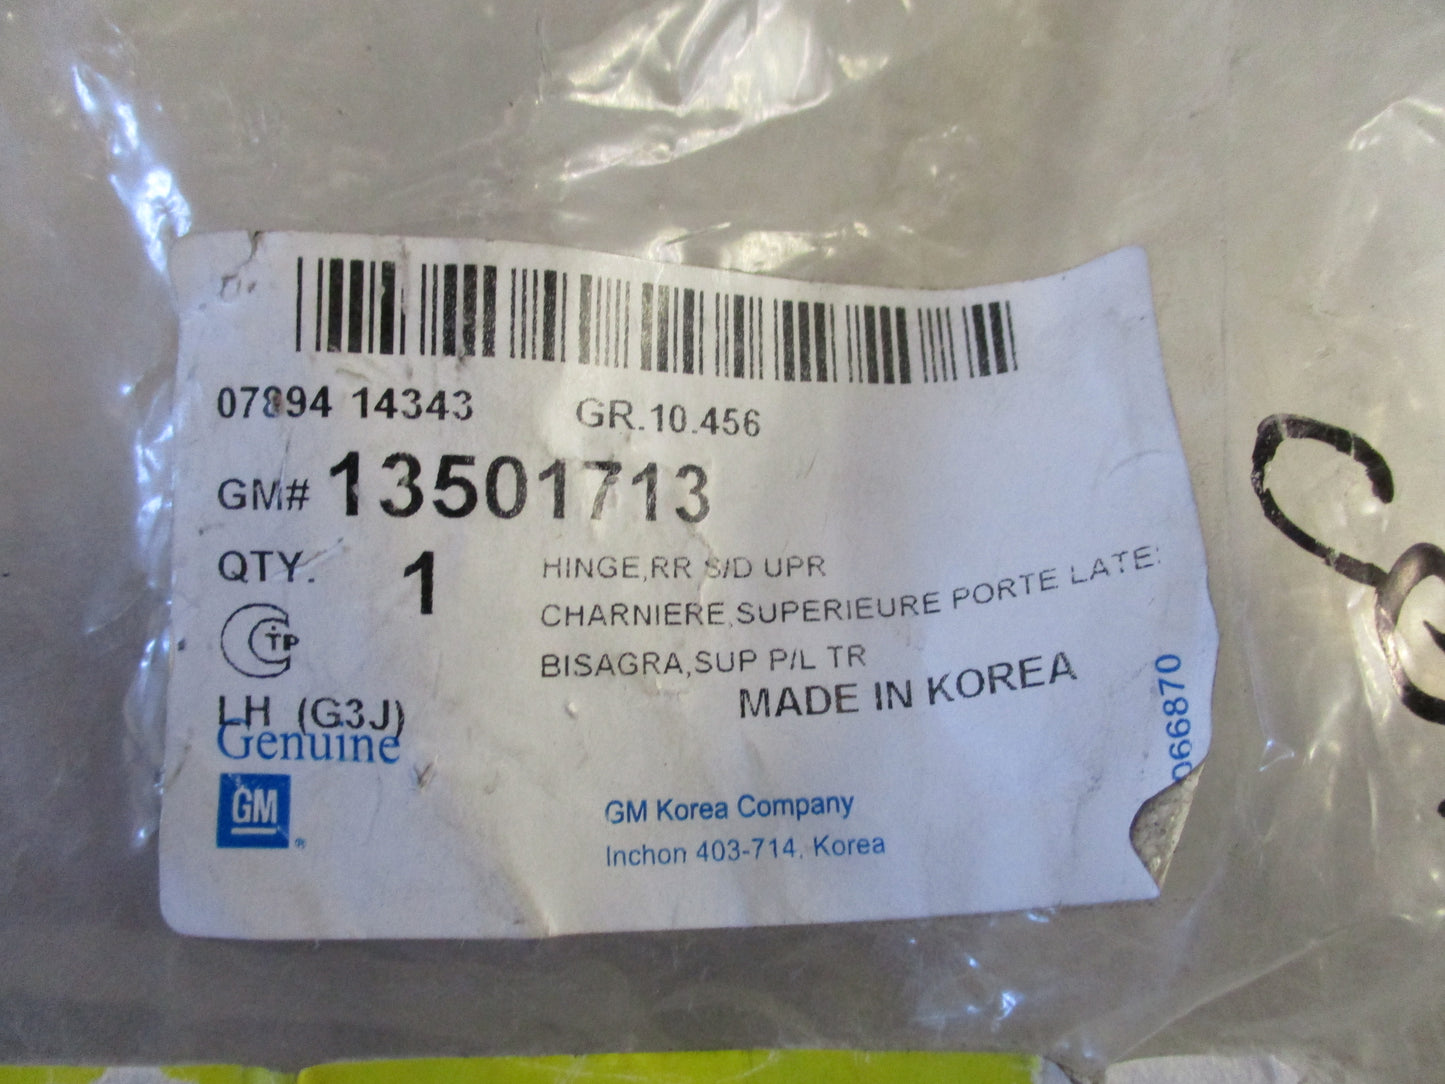 07894 14343 GR.10.456
GM# 13501713
QTY. 1 HINGE,RR S/D UPR
CHARNIERE,SUPERIEURE PORTE LATE
BISAGRA,SUP P/L TR
MADE IN KOREA
LH (G3J)
Genuine
GM ®
GM Korea Company
Inchon 403-714, Korea
066870